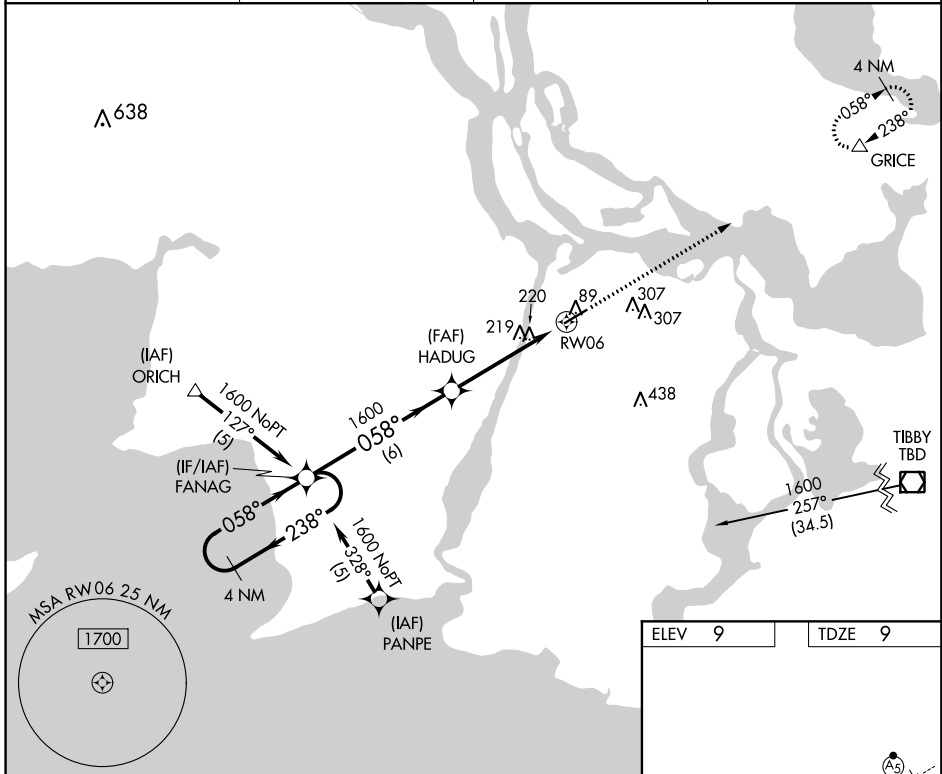 638
4 NM
058°
238°
GRICE
220
89
307
219
307
RW06
(FAF)
HADUG
(IAF)
ORICH
438
1600 NoPT
127°
(5)
1600
058°
(6)
TIBBY
TBD
(IF/IAF)
FANAG
1600
257°
(34.5)
058°
238°
1600 NoPT
328°
(5)
4 NM
MSA RW06 25 NM
1700
(IAF)
PANPE
ELEV 9 TDZE 9
A5